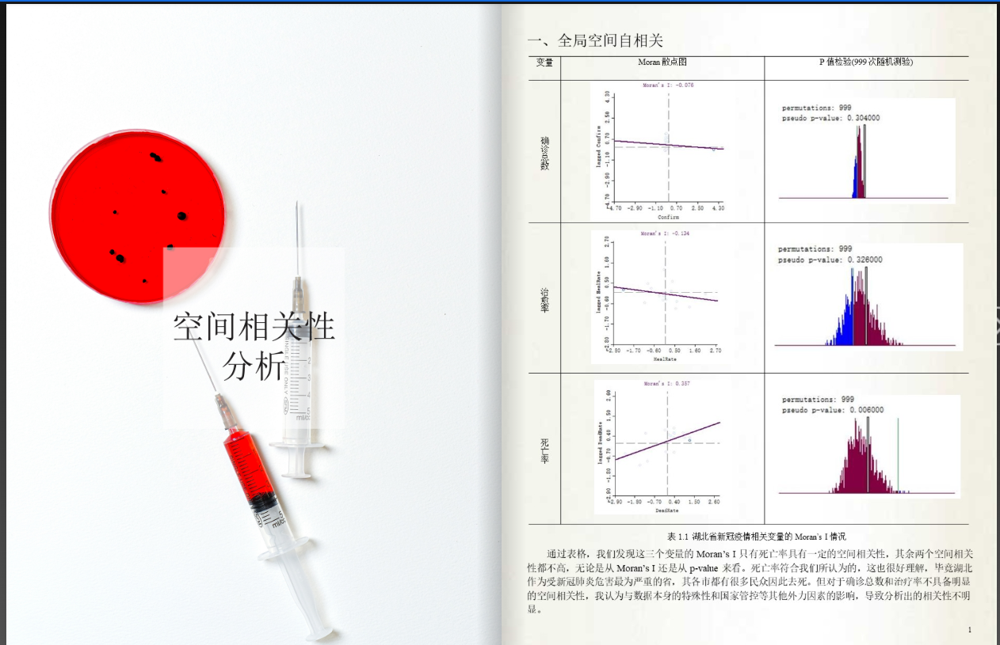 空间相关性
分析
一、全局空间自相关
变量
Moran 散点图
P 值检验(999 次随机测验)
确诊总数
Moran's I: -0.076
lagged Confirm
-4.70 -2.90 -1.10 0.70 2.50 4.30
-4.70 -2.90 -1.10 0.70 2.50 4.30
Confirm
permutations: 999
pseudo p-value: 0.304000
治愈率
Moran's I: -0.134
lagged HealRate
-2.80 -1.70 -0.60 0.50 1.60 2.70
-2.80 -1.70 -0.60 0.50 1.60 2.70
HealRate
permutations: 999
pseudo p-value: 0.326000
死亡率
Moran's I: 0.357
lagged DeadRate
-2.90 -1.80 -0.70 0.40 1.50 2.60
-2.90 -1.80 -0.70 0.40 1.50 2.60
DeadRate
permutations: 999
pseudo p-value: 0.006000
表 1.1 湖北省新冠疫情相关变量的 Moran's I 情况
通过表格，我们发现这三个变量的 Moran's I 只有死亡率具有一定的空间相关性，其余两个空间相关
性都不高，无论是从 Moran's I 还是从 p-value 来看。死亡率符合我们所认为的，这也很好理解，毕竟湖北
作为受新冠肺炎危害最为严重的省，其各市都有很多民众因此去死。但对于确诊总数和治疗率不具备明显
的空间相关性，我认为与数据本身的特殊性和国家管控等其他外力因素的影响，导致分析出的相关性不明
显。
1